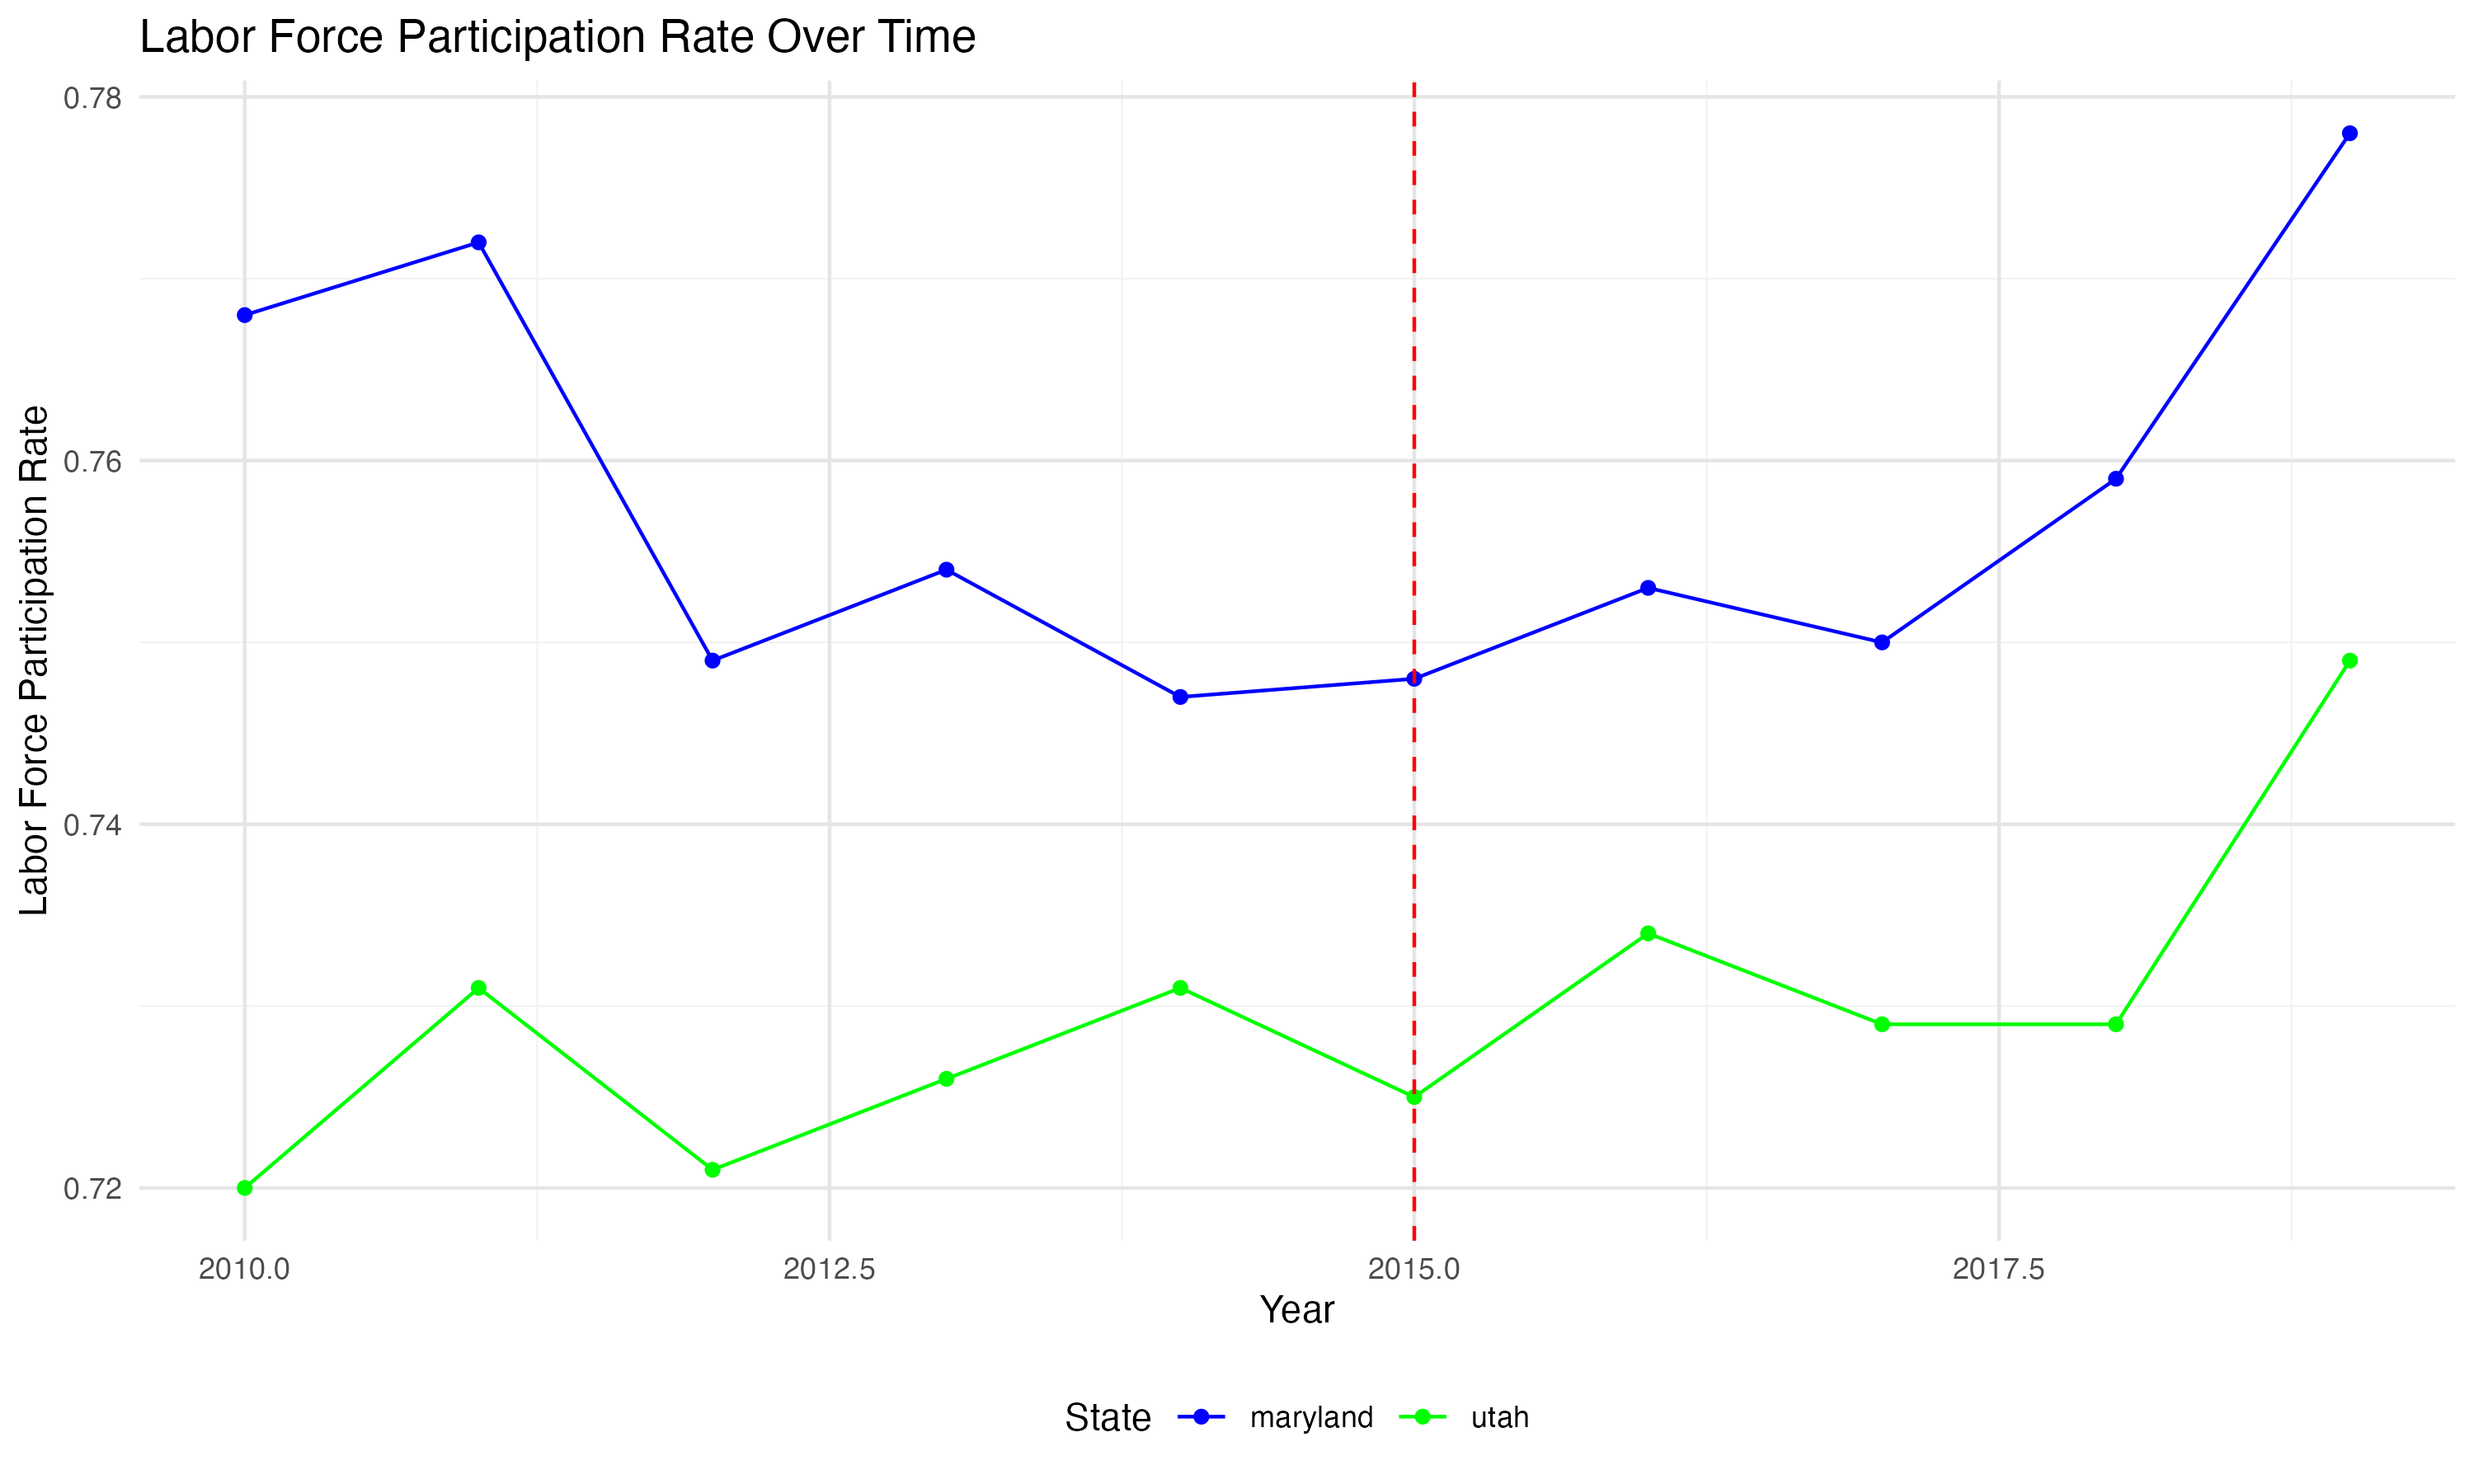 Labor Force Participation Rate Over Time
Labor Force Participation Rate
0.78
0.76
0.74
0.72
2010.0 2012.5 2015.0 2017.5
Year
State maryland utah